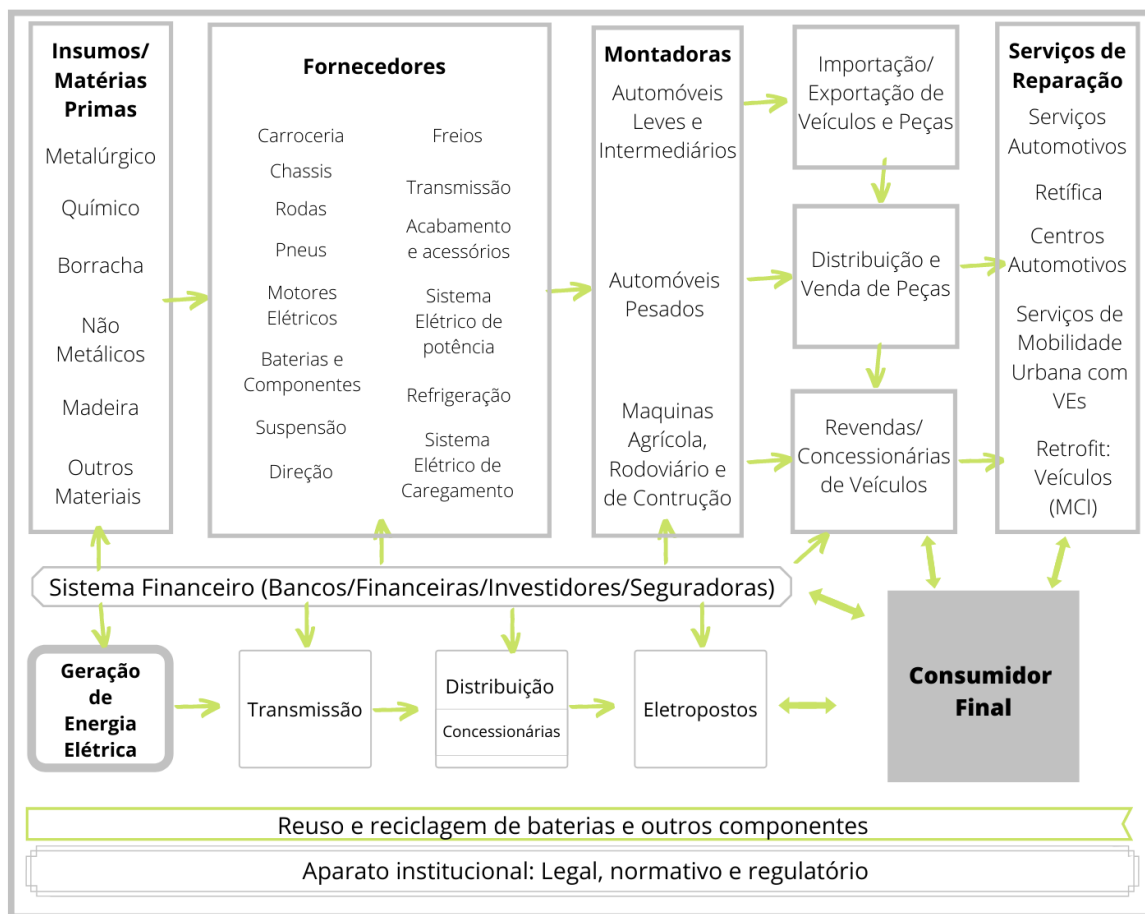 Insumos/
Matérias
Primas
Metalúrgico
Químico
Borracha
Não
Metálicos
Madeira
Outros
Materiais
Fornecedores
Carroceria
Chassis
Rodas
Pneus
Motores
Elétricos
Baterias e
Componentes
Suspensão
Direção
Freios
Transmissão
Acabamento
e acessórios
Sistema
Elétrico de
potência
Refrigeração
Sistema
Elétrico de
Caregamento
Montadoras
Automóveis
Leves e
Intermediários
Automóveis
Pesados
Maquinas
Agrícola,
Rodoviário e
de Contrução
Importação/
Exportação de
Veículos e Peças
Distribuição e
Venda de Peças
Revendas/
Concessionárias
de Veículos
Serviços de
Reparação
Serviços
Automotivos
Retífica
Centros
Automotivos
Serviços de
Mobilidade
Urbana com
VEs
Retrofit:
Veículos
(MCI)
Sistema Financeiro (Bancos/Financeiras/Investidores/Seguradoras)
Geração
de
Energia
Elétrica
Transmissão
Distribuição
Concessionárias
Eletropostos
Consumidor
Final
Reuso e reciclagem de baterias e outros componentes
Aparato institucional: Legal, normativo e regulatório